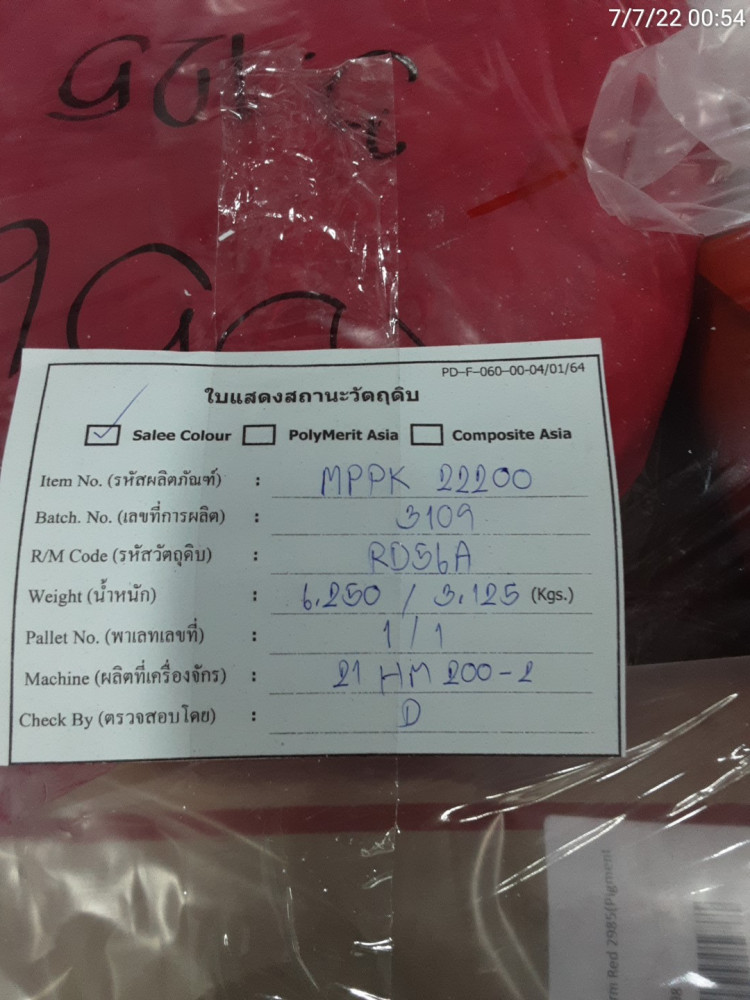 7/7/22 00:54
PD-F-060-00-04/01/64
ใบแสดงสถานะวัตถุดิบ
Salee Colour PolyMerit Asia Composite Asia
Item No. (รหัสผลิตภัณฑ์) : MPPK 22200
Batch. No. (เลขที่การผลิต) : 3109
R/M Code (รหัสวัตถุดิบ) : RD56A
Weight (น้ำหนัก) : 6.250 / 3.125 (Kgs.)
Pallet No. (พาเลทเลขที่) : 1 / 1
Machine (ผลิตที่เครื่องจักร) : 21 HM 200-2
Check By (ตรวจสอบโดย) : D
Red 2985(Pigment